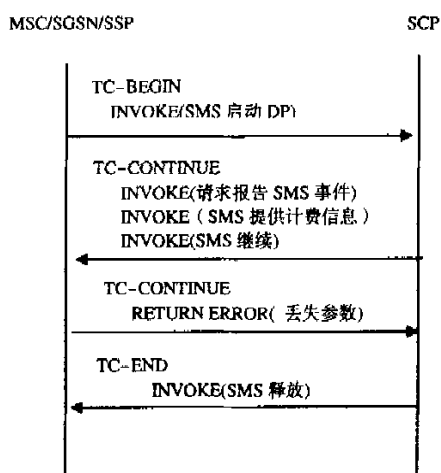 MSC/SGSN/SSP
SCP
TC-BEGIN
INVOKE(SMS 启动 DP)
TC-CONTINUE
INVOKE(请求报告 SMS 事件)
INVOKE（SMS 提供计费信息）
INVOKE(SMS 继续)
TC-CONTINUE
RETURN ERROR( 丢失参数)
TC-END
INVOKE(SMS 释放)